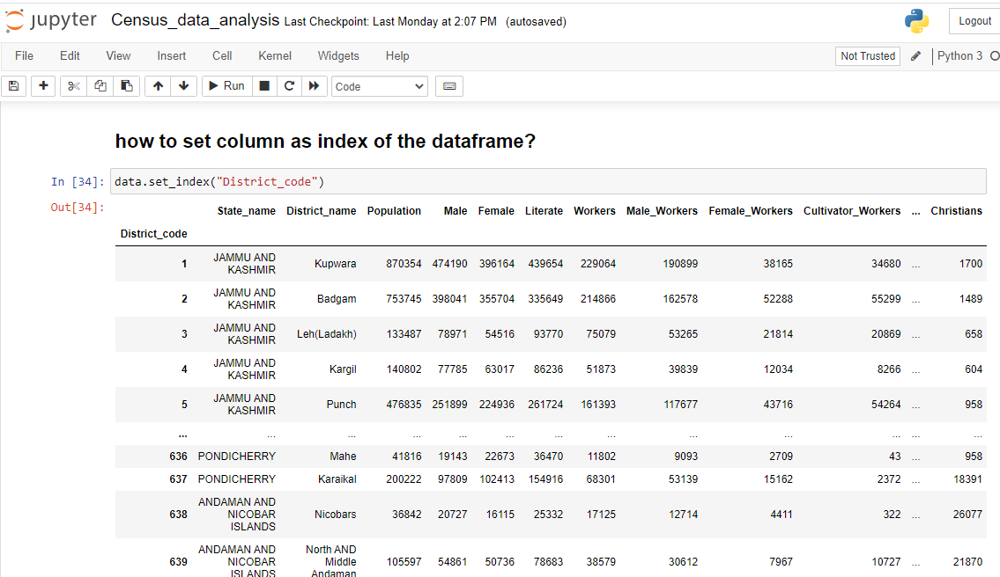 jupyter Census_data_analysis Last Checkpoint: Last Monday at 2:07 PM (autosaved)
Logout
File Edit View Insert Cell Kernel Widgets Help
Not Trusted
Python 3
Run
Code
how to set column as index of the dataframe?
In [34]: data.set_index("District_code")
Out[34]:
State_name District_name Population Male Female Literate Workers Male_Workers Female_Workers Cultivator_Workers ... Christians
District_code
1 JAMMU AND KASHMIR Kupwara 870354 474190 396164 439654 229064 190899 38165 34680 ... 1700
2 JAMMU AND KASHMIR Badgam 753745 398041 355704 335649 214866 162578 52288 55299 ... 1489
3 JAMMU AND KASHMIR Leh(Ladakh) 133487 78971 54516 93770 75079 53265 21814 20869 ... 658
4 JAMMU AND KASHMIR Kargil 140802 77785 63017 86236 51873 39839 12034 8266 ... 604
5 JAMMU AND KASHMIR Punch 476835 251899 224936 261724 161393 117677 43716 54264 ... 958
... ... ... ... ... ... ... ... ... ... ... ... ...
636 PONDICHERRY Mahe 41816 19143 22673 36470 11802 9093 2709 43 ... 958
637 PONDICHERRY Karaikal 200222 97809 102413 154916 68301 53139 15162 2372 ... 18391
638 ANDAMAN AND NICOBAR ISLANDS Nicobars 36842 20727 16115 25332 17125 12714 4411 322 ... 26077
639 ANDAMAN AND NICOBAR ISLANDS North AND Middle Andaman 105597 54861 50736 78683 38579 30612 7967 10727 ... 21870